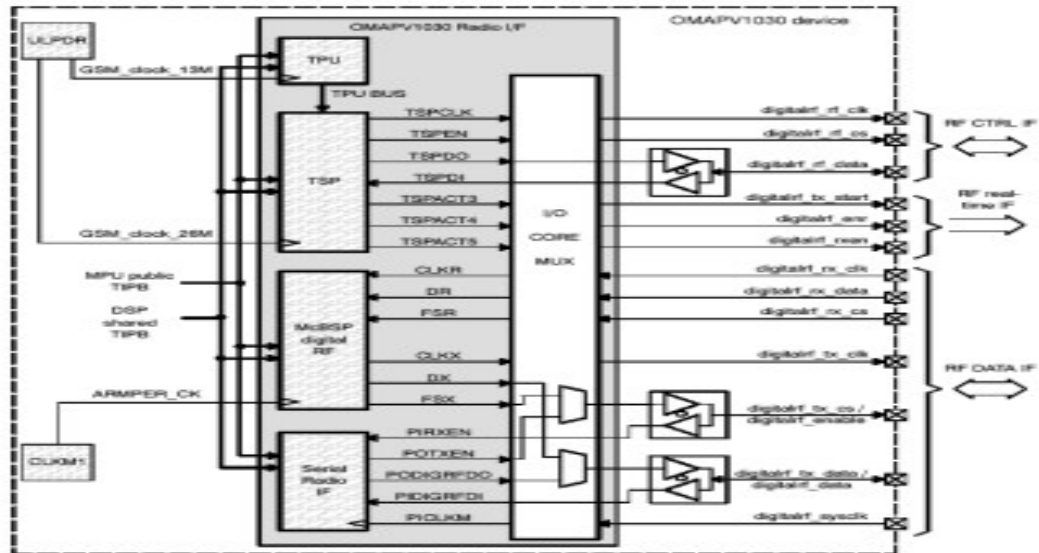 OMAPV1030 Radio I/F
OMAPV1030 device
ULPDR
TPU
GSM_clock_13M
TPU BUS
TSPCLK
digitalrf_rf_clk
RF CTRL IF
TSPEN
digitalrf_rf_cs
TSPDO
digitalrf_rf_data
TSP
TSPDI
TSPACT3
digitalrf_tx_start
RF real-
time IF
I/O
CORE
MUX
TSPACT4
digitalrf_enr
GSM_clock_26M
TSPACT5
digitalrf_rxen
MPU public
TIPB
CLKR
digitalrf_rx_clk
DR
digitalrf_rx_data
DSP
shared
TIPB
FSR
digitalrf_rx_cs
McBSP
digital
RF
CLKX
digitalrf_tx_clk
RF DATA IF
DX
ARMPER_CK
FSX
digitalrf_tx_cs /
digitalrf_enable
PIRXEN
CLKM1
POTXEN
Serial
Radio
IF
PODIGRFDO
digitalrf_tx_data /
digitalrf_data
PIDIGRFDI
PICLKM
digitalrf_sysclk